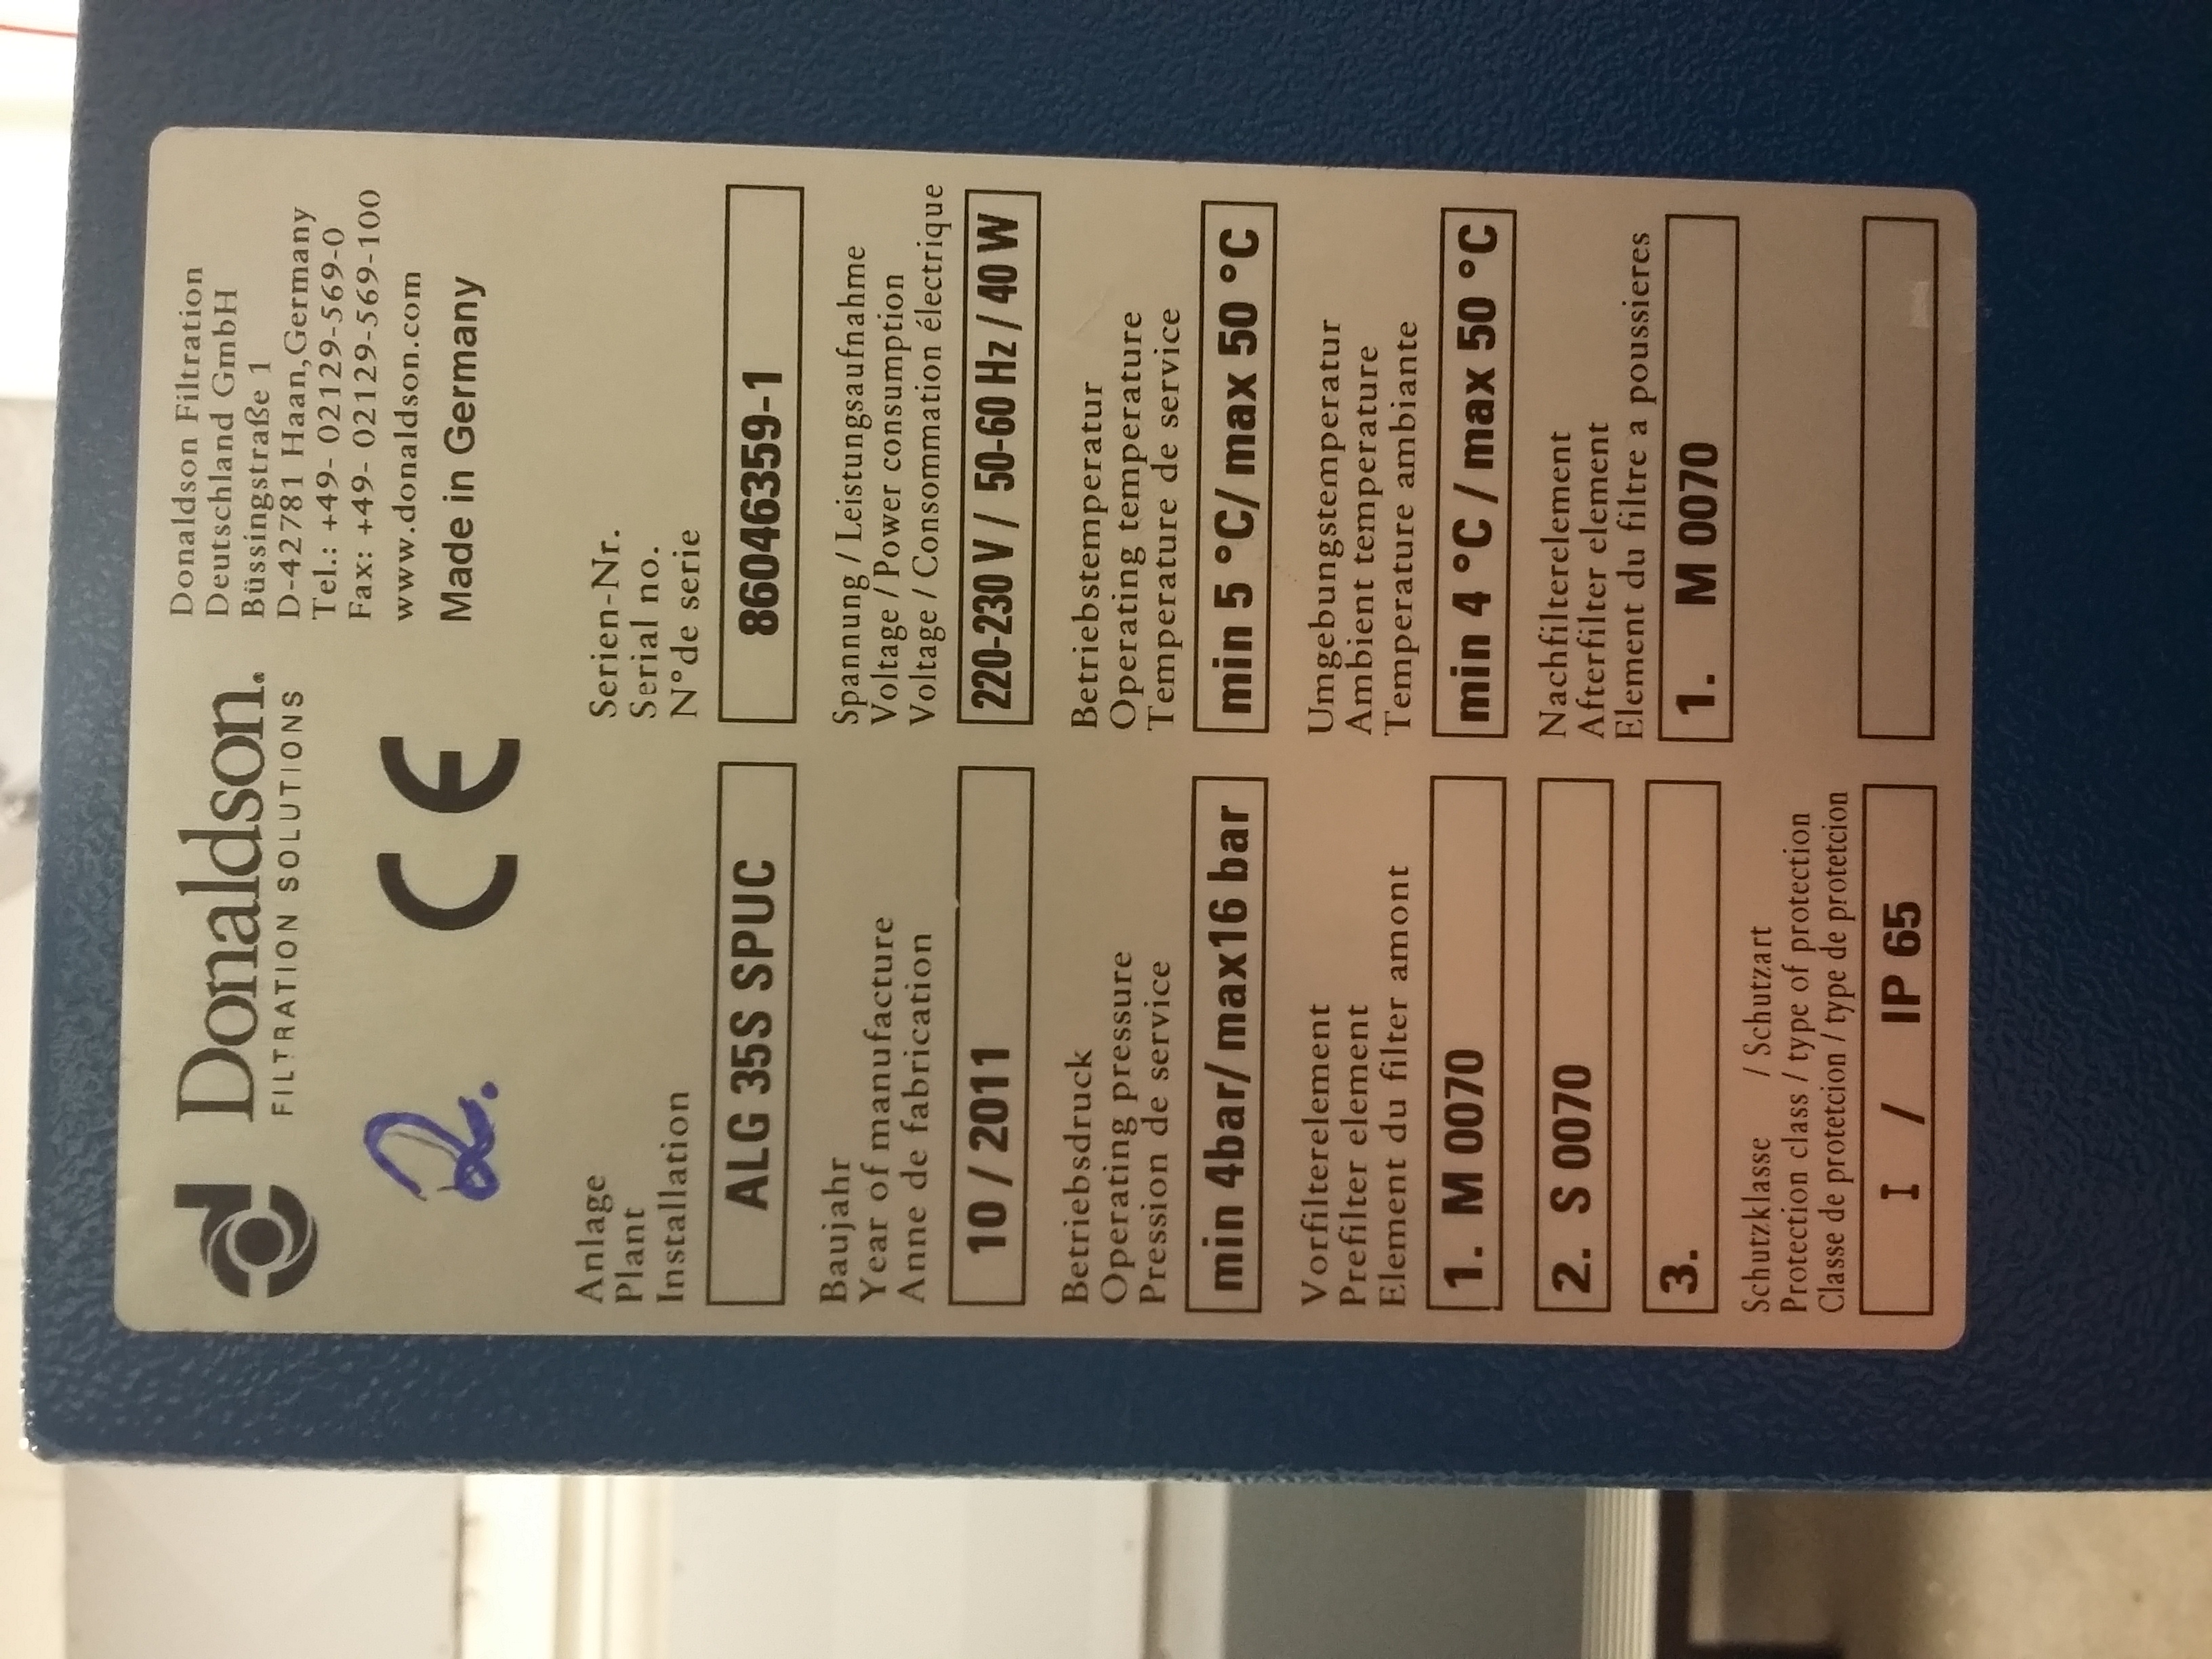 Donaldson.
FILTRATION SOLUTIONS
Donaldson Filtration
Deutschland GmbH
Büssingstraße 1
D-42781 Haan,Germany
Tel.: +49- 02129-569-0
Fax: +49- 02129-569-100
www.donaldson.com
Made in Germany
2.
CE
Anlage
Plant
Installation
ALG 35S SPUC
Serien-Nr.
Serial no.
N° de serie
86046359-1
Baujahr
Year of manufacture
Anne de fabrication
10 / 2011
Spannung / Leistungsaufnahme
Voltage / Power consumption
Voltage / Consommation électrique
220-230 V / 50-60 Hz / 40 W
Betriebsdruck
Operating pressure
Pression de service
min 4bar/ max16 bar
Betriebstemperatur
Operating temperature
Temperature de service
min 5 °C/ max 50 °C
Vorfilterelement
Prefilter element
Element du filter amont
1. M 0070
2. S 0070
3.
Umgebungstemperatur
Ambient temperature
Temperature ambiante
min 4 °C / max 50 °C
Nachfilterelement
Afterfilter element
Element du filtre a poussieres
1. M 0070
Schutzklasse / Schutzart
Protection class / type of protection
Classe de protetcion / type de protetcion
I / IP 65